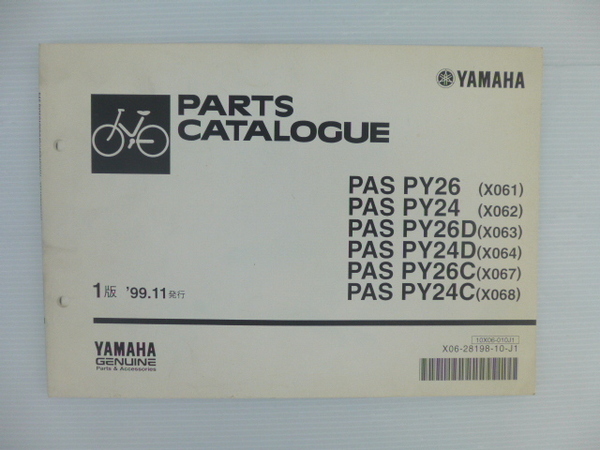 YAMAHA
PARTS
CATALOGUE
PAS PY26 (X061)
PAS PY24 (X062)
PAS PY26D(X063)
PAS PY24D(X064)
PAS PY26C(X067)
PAS PY24C(X068)
1版 '99.11発行
YAMAHA
GENUINE
Parts & Accessories
10X06-010J1
X06-28198-10-J1